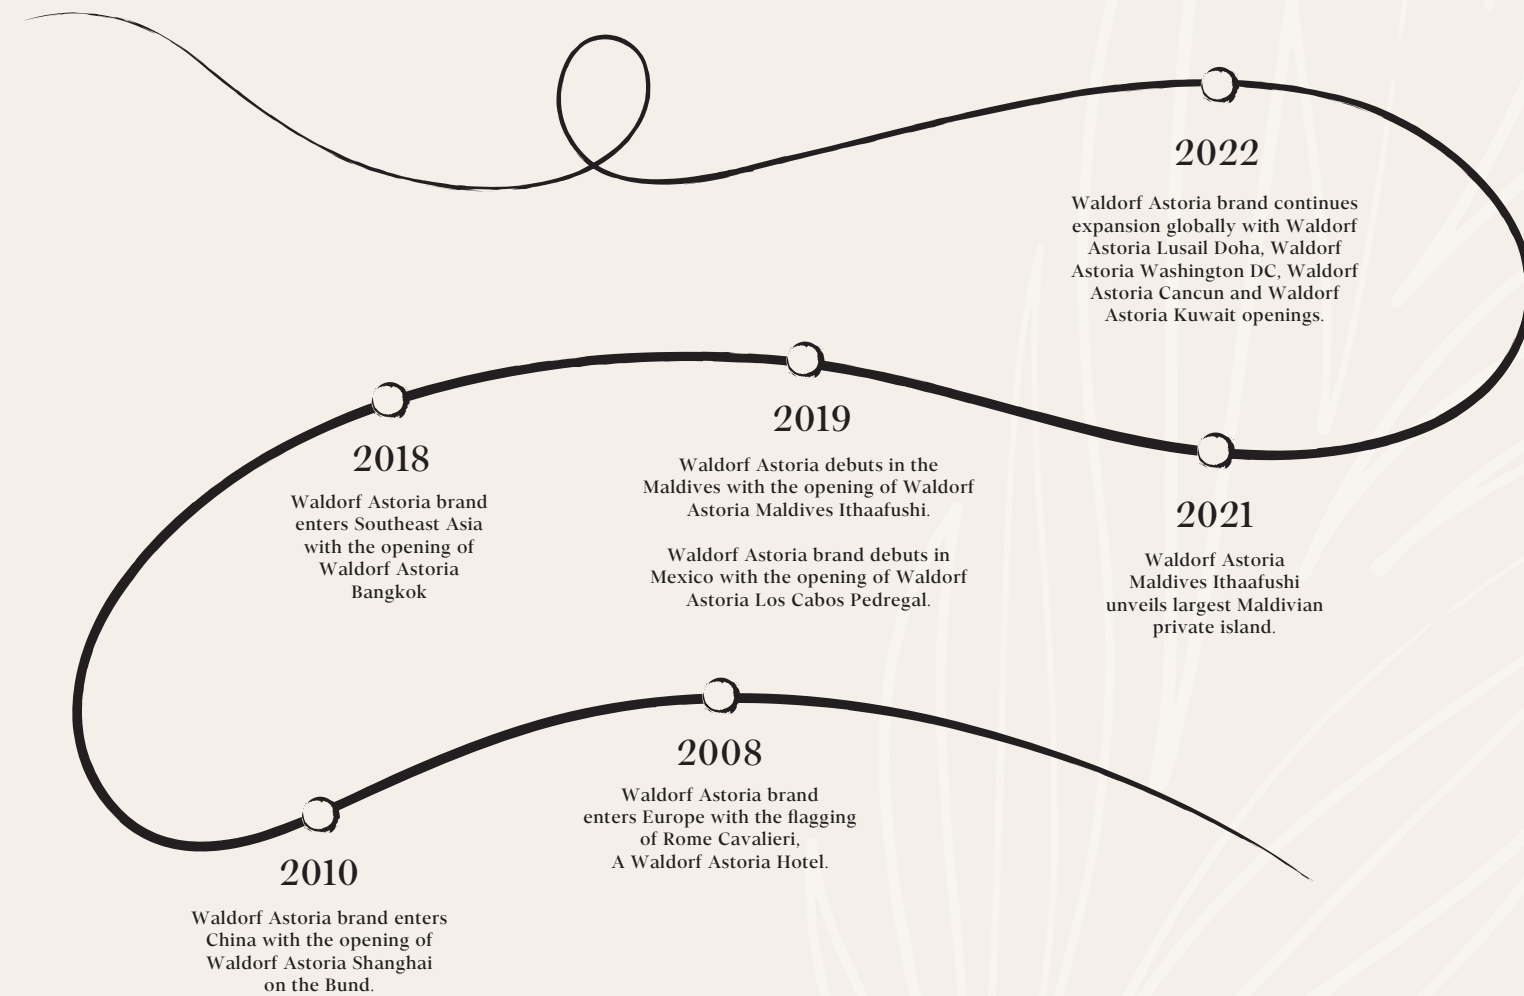 2022
Waldorf Astoria brand continues
expansion globally with Waldorf
Astoria Lusail Doha, Waldorf
Astoria Washington DC, Waldorf
Astoria Cancun and Waldorf
Astoria Kuwait openings.
2018
Waldorf Astoria brand
enters Southeast Asia
with the opening of
Waldorf Astoria
Bangkok
2019
Waldorf Astoria debuts in the
Maldives with the opening of Waldorf
Astoria Maldives Ithaafushi.
Waldorf Astoria brand debuts in
Mexico with the opening of Waldorf
Astoria Los Cabos Pedregal.
2021
Waldorf Astoria
Maldives Ithaafushi
unveils largest Maldivian
private island.
2008
Waldorf Astoria brand
enters Europe with the flagging
of Rome Cavalieri,
A Waldorf Astoria Hotel.
2010
Waldorf Astoria brand enters
China with the opening of
Waldorf Astoria Shanghai
on the Bund.